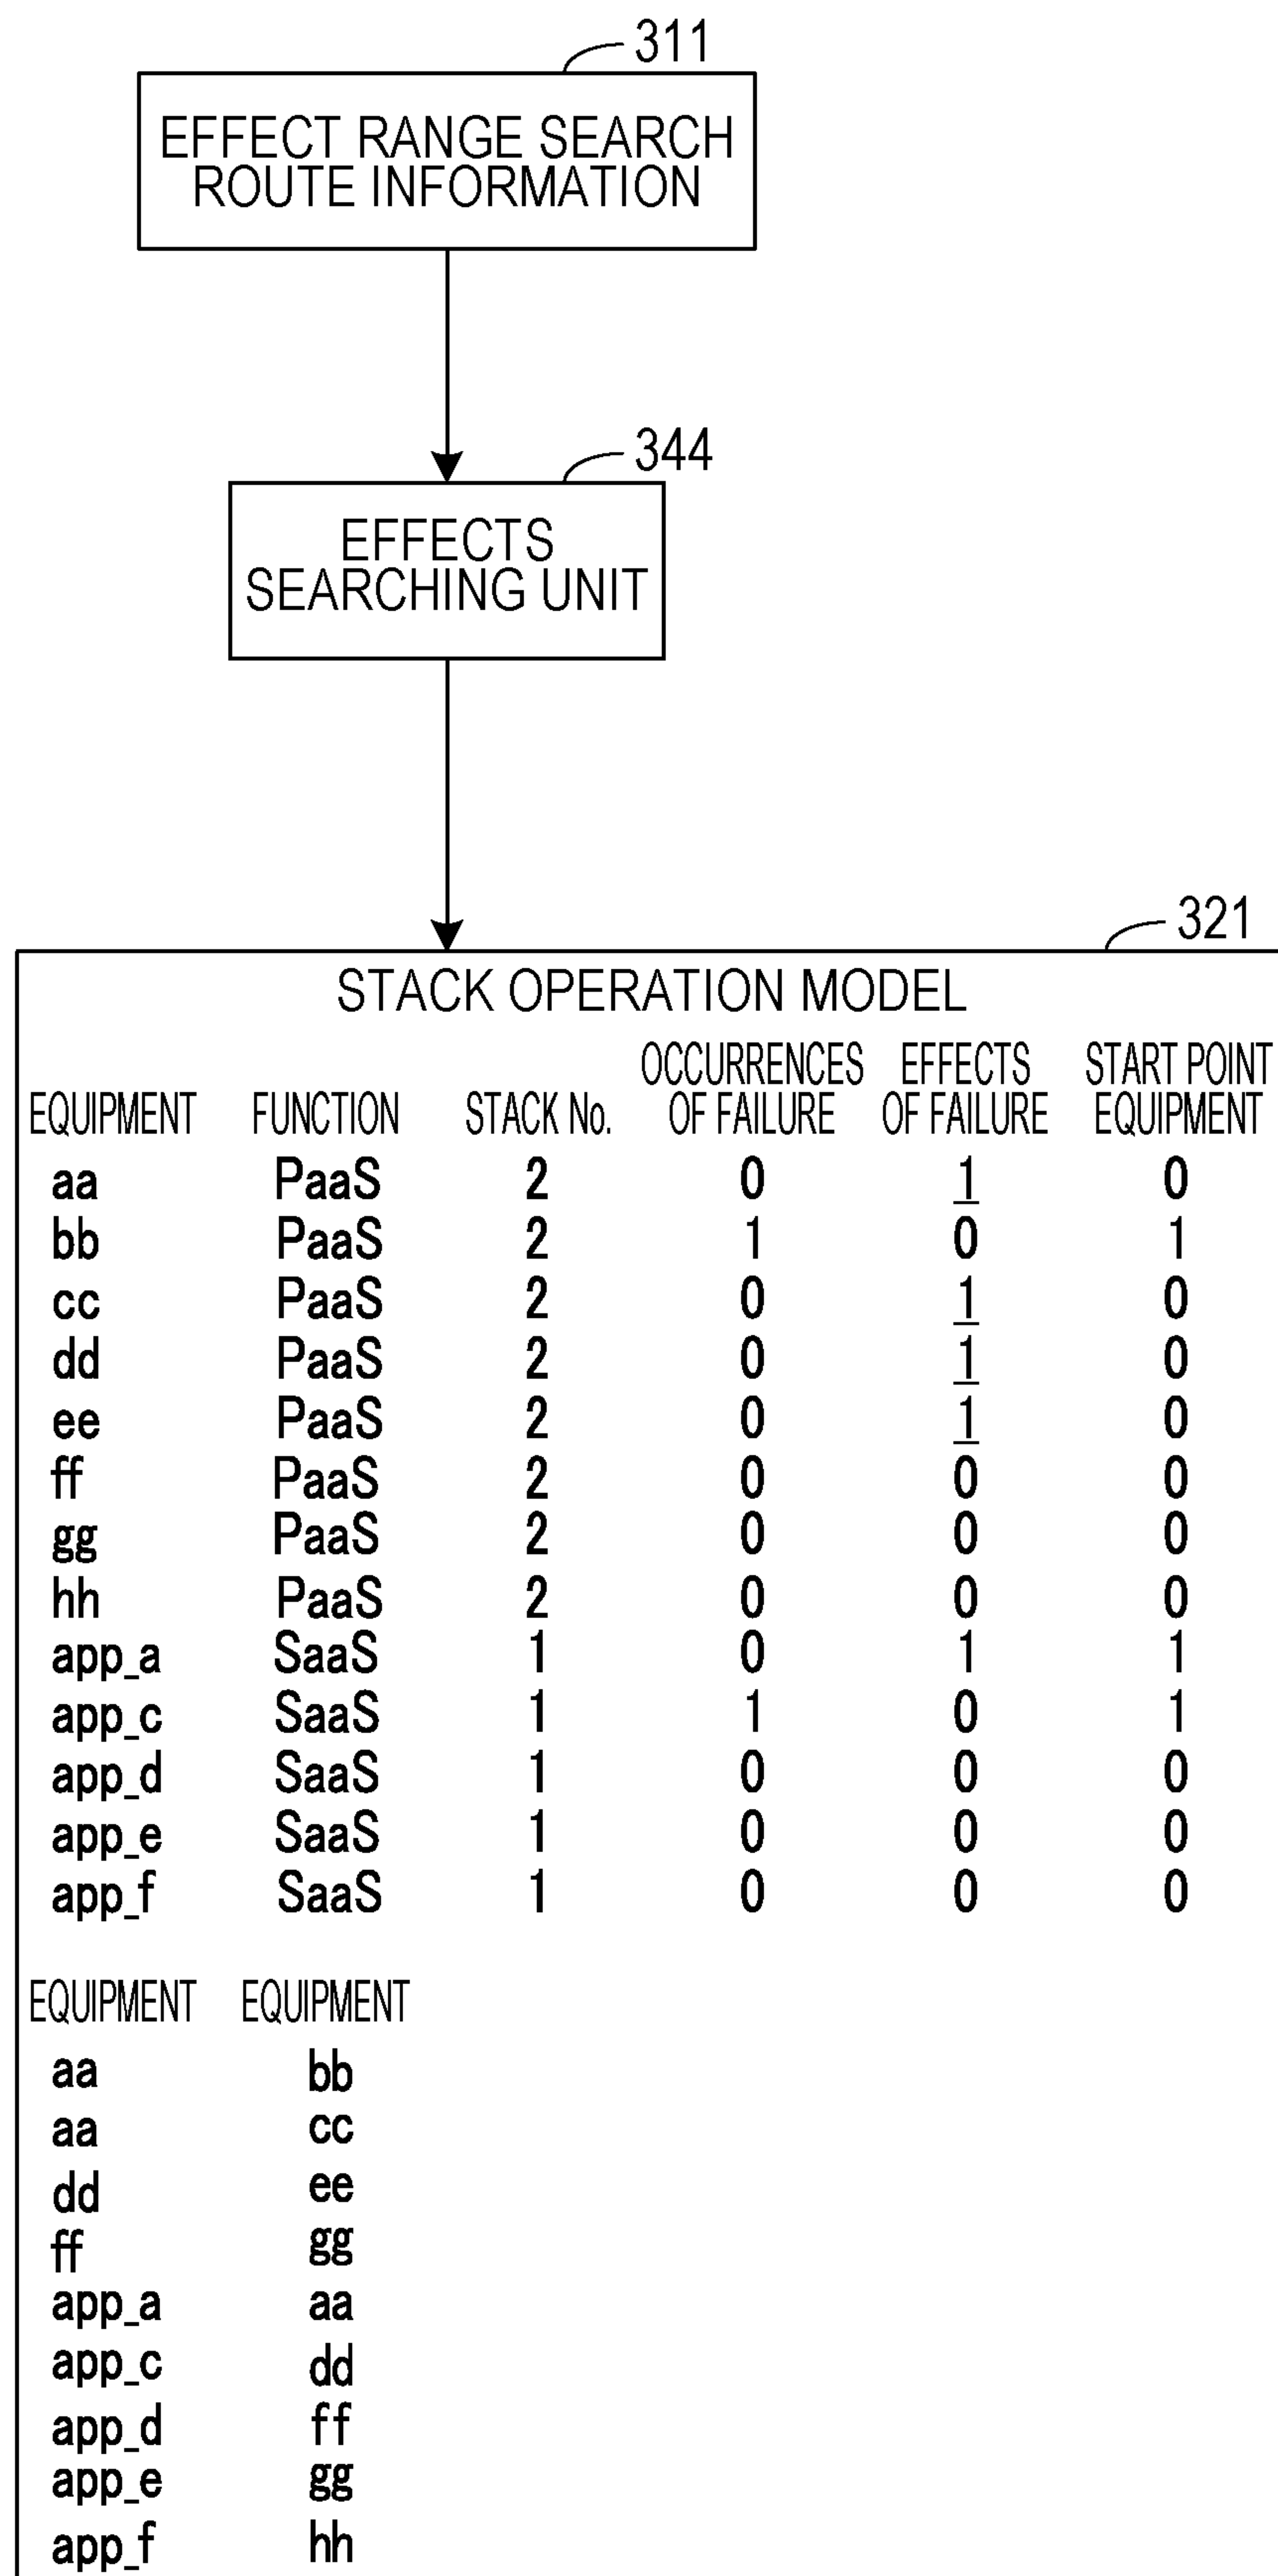 311
EFFECT RANGE SEARCH
ROUTE INFORMATION
344
EFFECTS
SEARCHING UNIT
321
STACK OPERATION MODEL
OCCURRENCES EFFECTS START POINT
EQUIPMENT FUNCTION STACK No. OF FAILURE OF FAILURE EQUIPMENT
aa PaaS 2 0 1 0
bb PaaS 2 1 0 1
cc PaaS 2 0 1 0
dd PaaS 2 0 1 0
ee PaaS 2 0 1 0
ff PaaS 2 0 0 0
gg PaaS 2 0 0 0
hh PaaS 2 0 0 0
app_a SaaS 1 0 1 1
app_c SaaS 1 1 0 1
app_d SaaS 1 0 0 0
app_e SaaS 1 0 0 0
app_f SaaS 1 0 0 0
EQUIPMENT EQUIPMENT
aa bb
aa cc
dd ee
ff gg
app_a aa
app_c dd
app_d ff
app_e gg
app_f hh